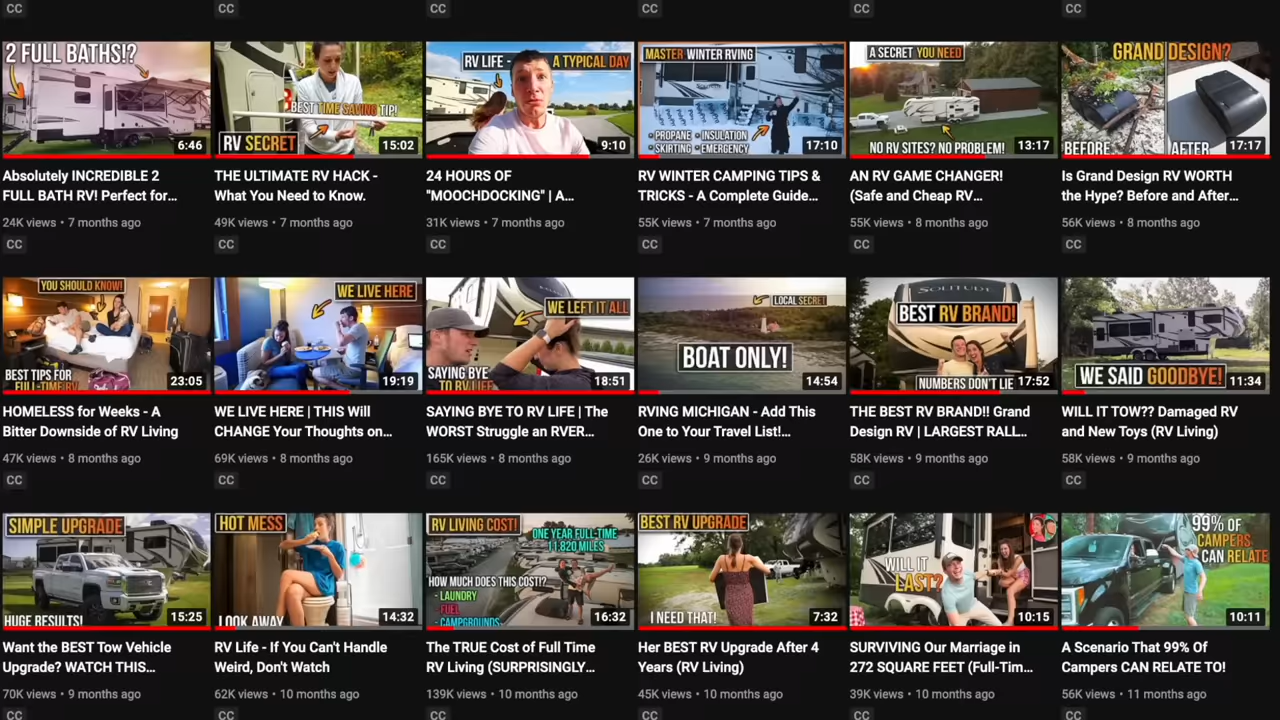 CC CC CC CC CC CC
2 FULL BATHS!?
6:46
Absolutely INCREDIBLE 2
FULL BATH RV! Perfect for...
24K views • 7 months ago
CC
BEST TIME SAVING TIP!
RV SECRET
15:02
THE ULTIMATE RV HACK -
What You Need to Know.
49K views • 7 months ago
CC
RV LIFE - A TYPICAL DAY
9:10
24 HOURS OF
"MOOCHDOCKING" | A...
31K views • 7 months ago
CC
MASTER WINTER RVING
• PROPANE • INSULATION
• SKIRTING • EMERGENCY
17:10
RV WINTER CAMPING TIPS &
TRICKS - A Complete Guide...
55K views • 7 months ago
CC
A SECRET YOU NEED
NO RV SITES? NO PROBLEM!
13:17
AN RV GAME CHANGER!
(Safe and Cheap RV...
55K views • 8 months ago
CC
GRAND DESIGN?
BEFORE AFTER
17:17
Is Grand Design RV WORTH
the Hype? Before and After...
56K views • 8 months ago
CC
YOU SHOULD KNOW!
BEST TIPS FOR
FULL-TIME RV
23:05
HOMELESS for Weeks - A
Bitter Downside of RV Living
47K views • 8 months ago
CC
WE LIVE HERE
19:19
WE LIVE HERE | THIS Will
CHANGE Your Thoughts on...
69K views • 8 months ago
CC
WE LEFT IT ALL
SAYING BYE
TO RV LIFE
18:51
SAYING BYE TO RV LIFE | The
WORST Struggle an RVER...
165K views • 8 months ago
CC
LOCAL SECRET
BOAT ONLY!
14:54
RVING MICHIGAN - Add This
One to Your Travel List!...
26K views • 9 months ago
CC
SOLITUDE
BEST RV BRAND!
NUMBERS DON'T LIE
17:52
THE BEST RV BRAND!! Grand
Design RV | LARGEST RALL...
58K views • 9 months ago
CC
WE SAID GOODBYE!
11:34
WILL IT TOW?? Damaged RV
and New Toys (RV Living)
58K views • 9 months ago
CC
SIMPLE UPGRADE
HUGE RESULTS!
15:25
Want the BEST Tow Vehicle
Upgrade? WATCH THIS...
70K views • 9 months ago
CC
HOT MESS
LOOK AWAY
14:32
RV Life - If You Can't Handle
Weird, Don't Watch
62K views • 10 months ago
CC
RV LIVING COST!
ONE YEAR FULL-TIME
11,820 MILES
HOW MUCH DOES THIS COST!?
- LAUNDRY
- FUEL
- CAMPGROUNDS
16:32
The TRUE Cost of Full Time
RV Living (SURPRISINGLY...
139K views • 10 months ago
CC
BEST RV UPGRADE
I NEED THAT!
7:32
Her BEST RV Upgrade After 4
Years (RV Living)
45K views • 10 months ago
CC
WILL IT
LAST?
10:15
SURVIVING Our Marriage in
272 SQUARE FEET (Full-Tim...
39K views • 10 months ago
CC
99% OF
CAMPERS
CAN RELATE
10:11
A Scenario That 99% Of
Campers CAN RELATE TO!
56K views • 11 months ago
CC